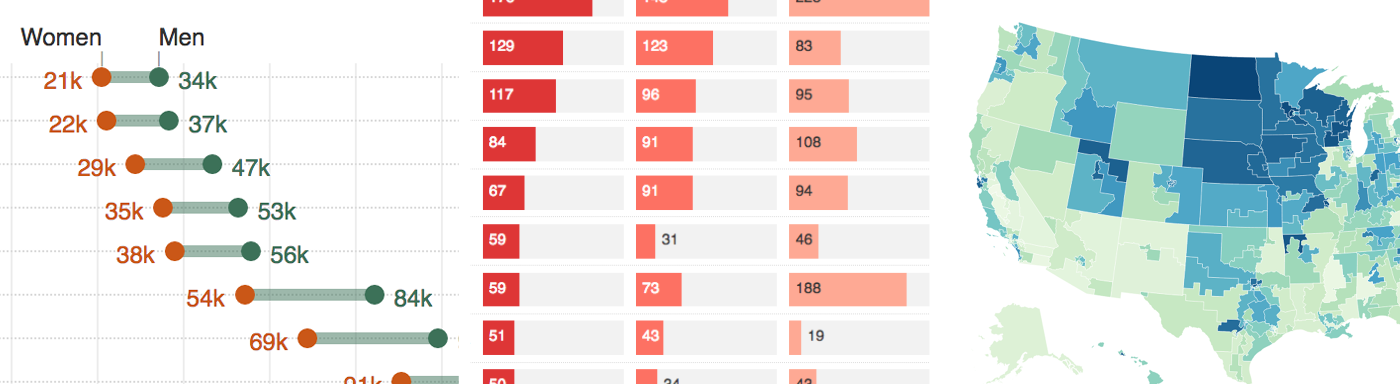 Women Men
21k 34k
22k 37k
29k 47k
35k 53k
38k 56k
54k 84k
69k
129 123 83
117 96 95
84 91 108
67 91 94
59 31 46
59 73 188
51 43 19